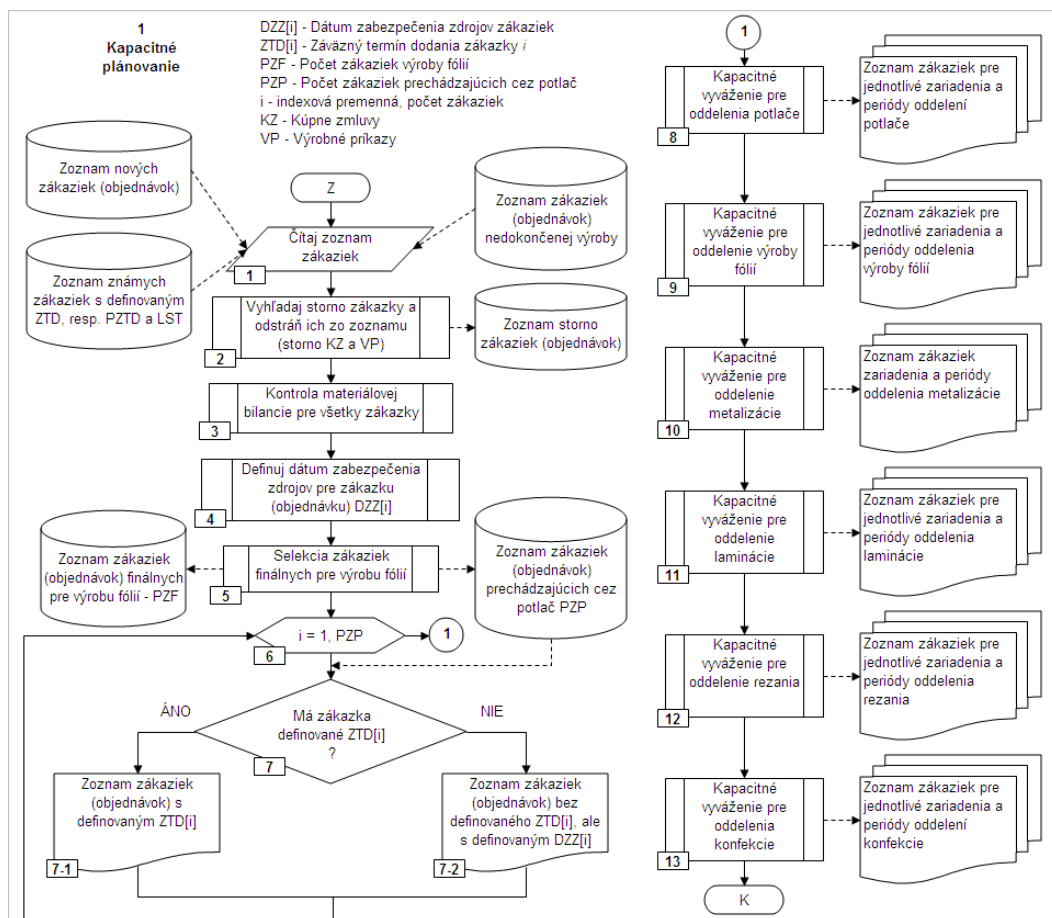 1
Kapacitné
plánovanie
DZZ[i] - Dátum zabezpečenia zdrojov zákaziek
ZTD[i] - Záväzný termín dodania zákazky i
PZF - Počet zákaziek výroby fólií
PZP - Počet zákaziek prechádzajúcich cez potlač
i - indexová premenná, počet zákaziek
KZ - Kúpne zmluvy
VP - Výrobné príkazy
Zoznam nových
zákaziek (objednávok)
Z
Zoznam zákaziek
(objednávok)
nedokončenej výroby
Čítaj zoznam
zákaziek
1
Zoznam známych
zákaziek s definovaným
ZTD, resp. PZTD a LST
Vyhľadaj storno zákazky a
odstráň ich zo zoznamu
(storno KZ a VP)
2
Zoznam storno
zákaziek (objednávok)
Kontrola materiálovej
bilancie pre všetky zákazky
3
Definuj dátum zabezpečenia
zdrojov pre zákazku
(objednávku) DZZ[i]
4
Zoznam zákaziek
(objednávok) finálnych
pre výrobu fólií - PZF
Selekcia zákaziek
finálnych pre výrobu fólií
5
Zoznam zákaziek
(objednávok)
prechádzajúcich cez
potlač PZP
i = 1, PZP
6
1
ÁNO
NIE
Má zákazka
definované ZTD[i]
?
7
Zoznam zákaziek
(objednávok) s
definovaným ZTD[i]
7-1
Zoznam zákaziek
(objednávok) bez
definovaného ZTD[i], ale
s definovaným DZZ[i]
7-2
1
Kapacitné
vyváženie pre
oddelenia potlače
8
Zoznam zákaziek pre
jednotlivé zariadenia a
periódy oddelení
potlače
Kapacitné
vyváženie pre
oddelenie výroby
fólií
9
Zoznam zákaziek pre
jednotlivé zariadenia a
periódy oddelenia
výroby fólií
Kapacitné
vyváženie pre
oddelenie
metalizácie
10
Zoznam zákaziek
zariadenia a periódy
oddelenia metalizácie
Kapacitné
vyváženie pre
oddelenie
laminácie
11
Zoznam zákaziek pre
jednotlivé zariadenia a
periódy oddelenia
laminácie
Kapacitné
vyváženie pre
oddelenie rezania
12
Zoznam zákaziek pre
jednotlivé zariadenia a
periódy oddelenia
rezania
Kapacitné
vyváženie pre
oddelenia
konfekcie
13
Zoznam zákaziek pre
jednotlivé zariadenia a
periódy oddelení
konfekcie
K